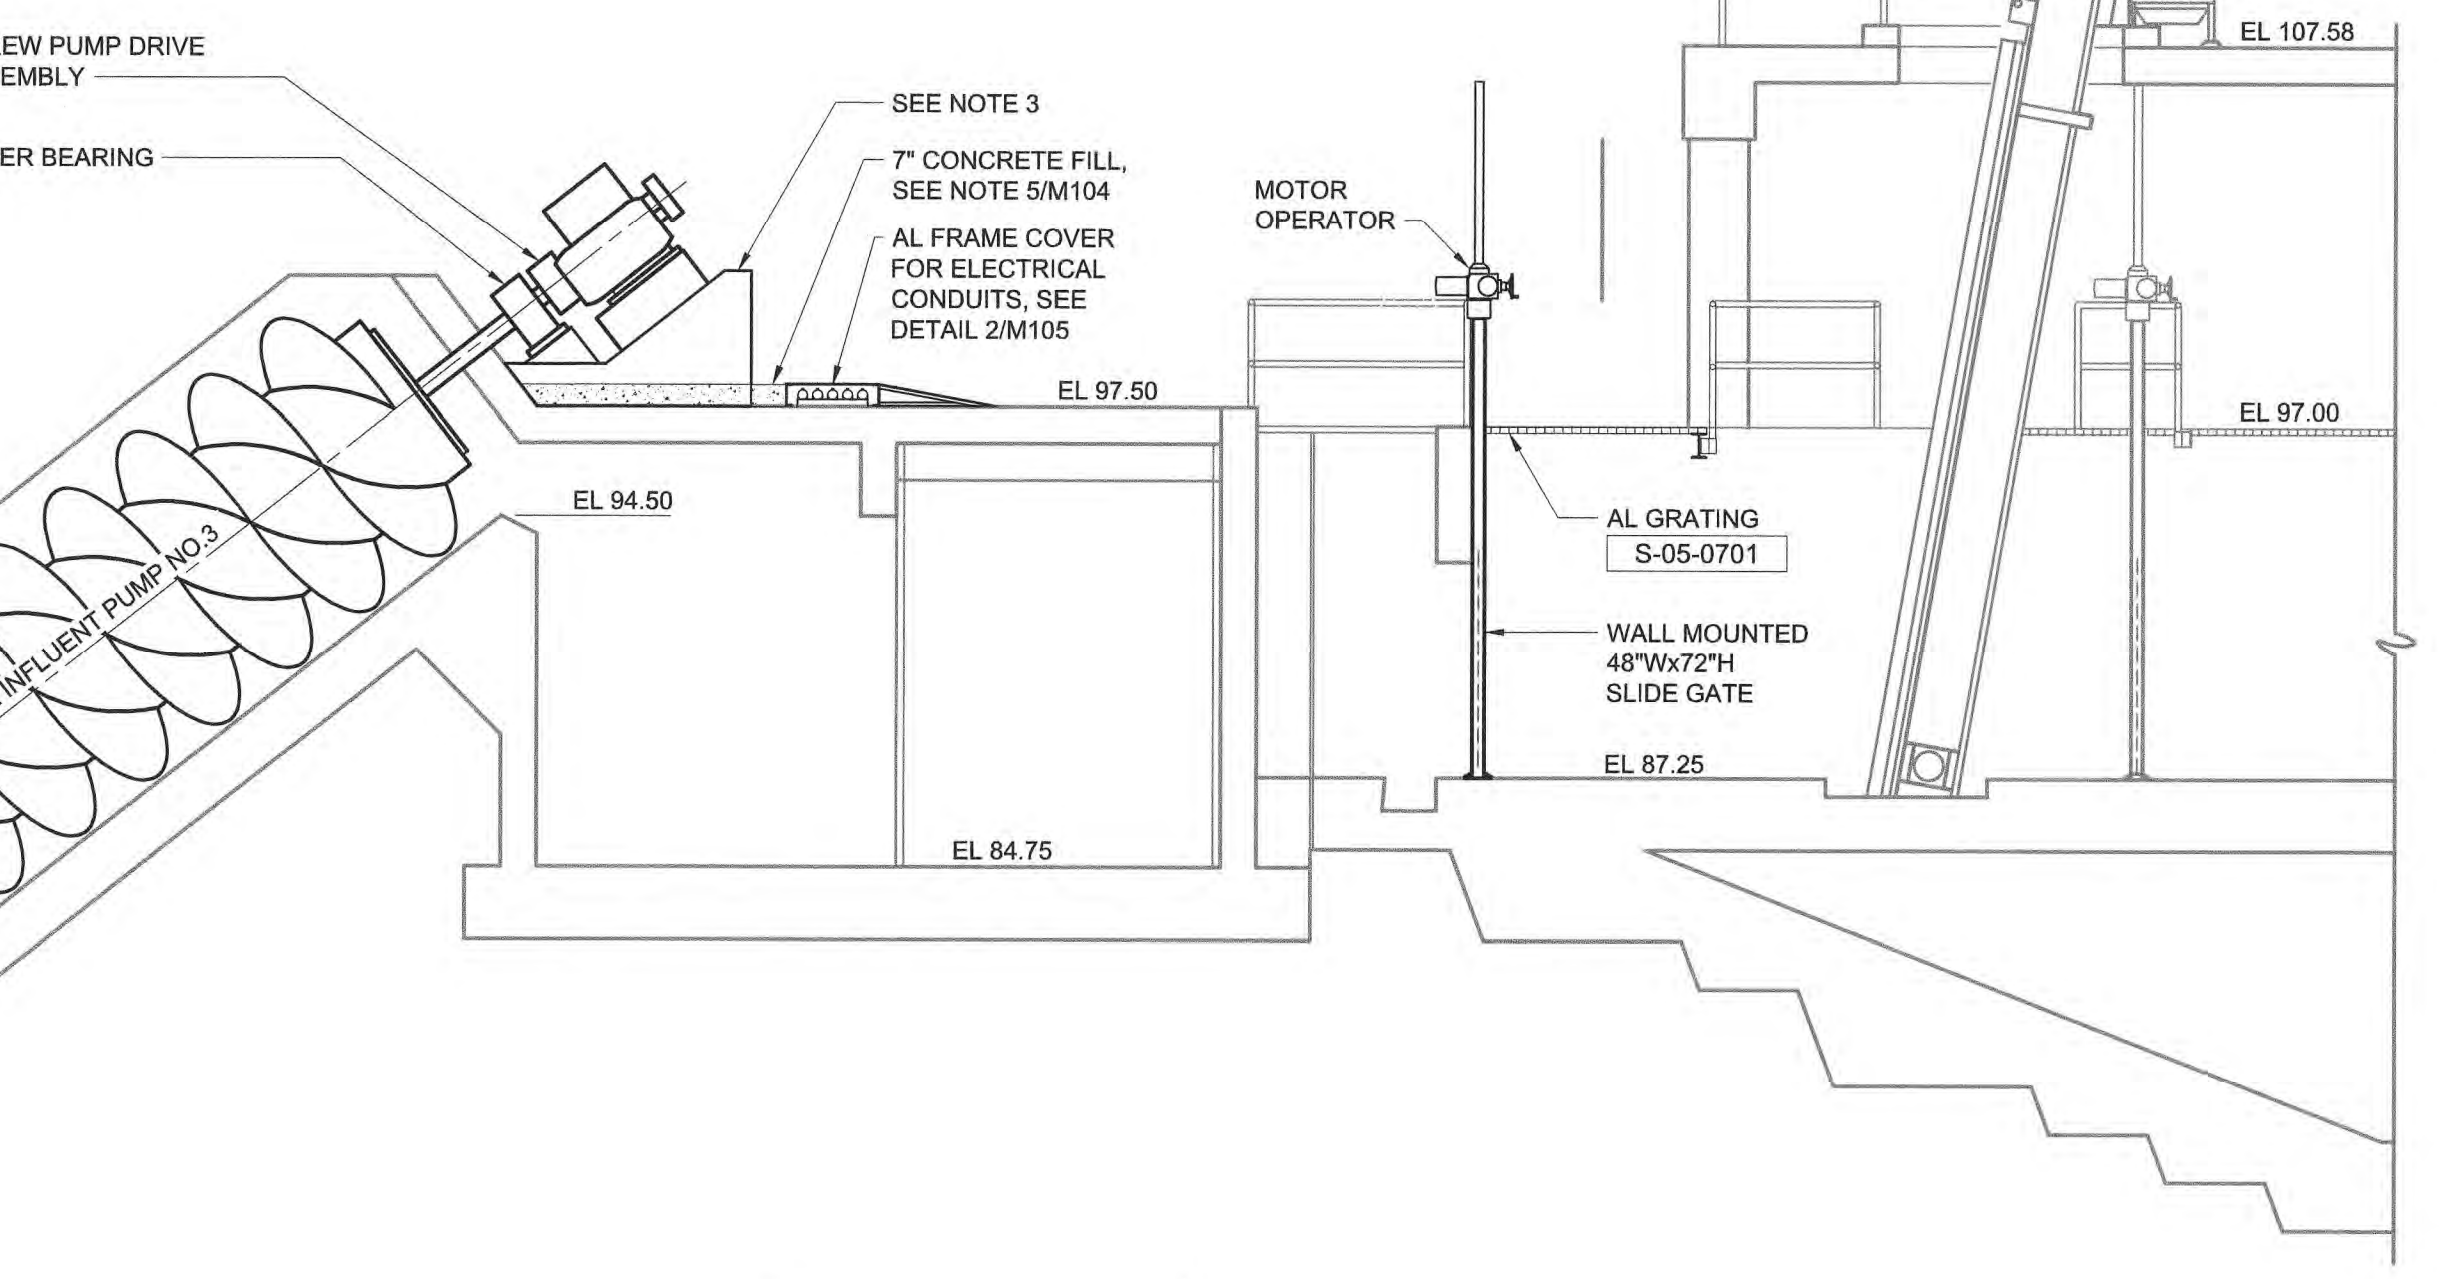 EW PUMP DRIVE
EMBLY
ER BEARING
SEE NOTE 3
7" CONCRETE FILL,
SEE NOTE 5/M104
AL FRAME COVER
FOR ELECTRICAL
CONDUITS, SEE
DETAIL 2/M105
MOTOR
OPERATOR
EL 107.58
EL 97.50
EL 97.00
EL 94.50
AL GRATING
S-05-0701
INFLUENT PUMP NO.3
WALL MOUNTED
48"Wx72"H
SLIDE GATE
EL 87.25
EL 84.75